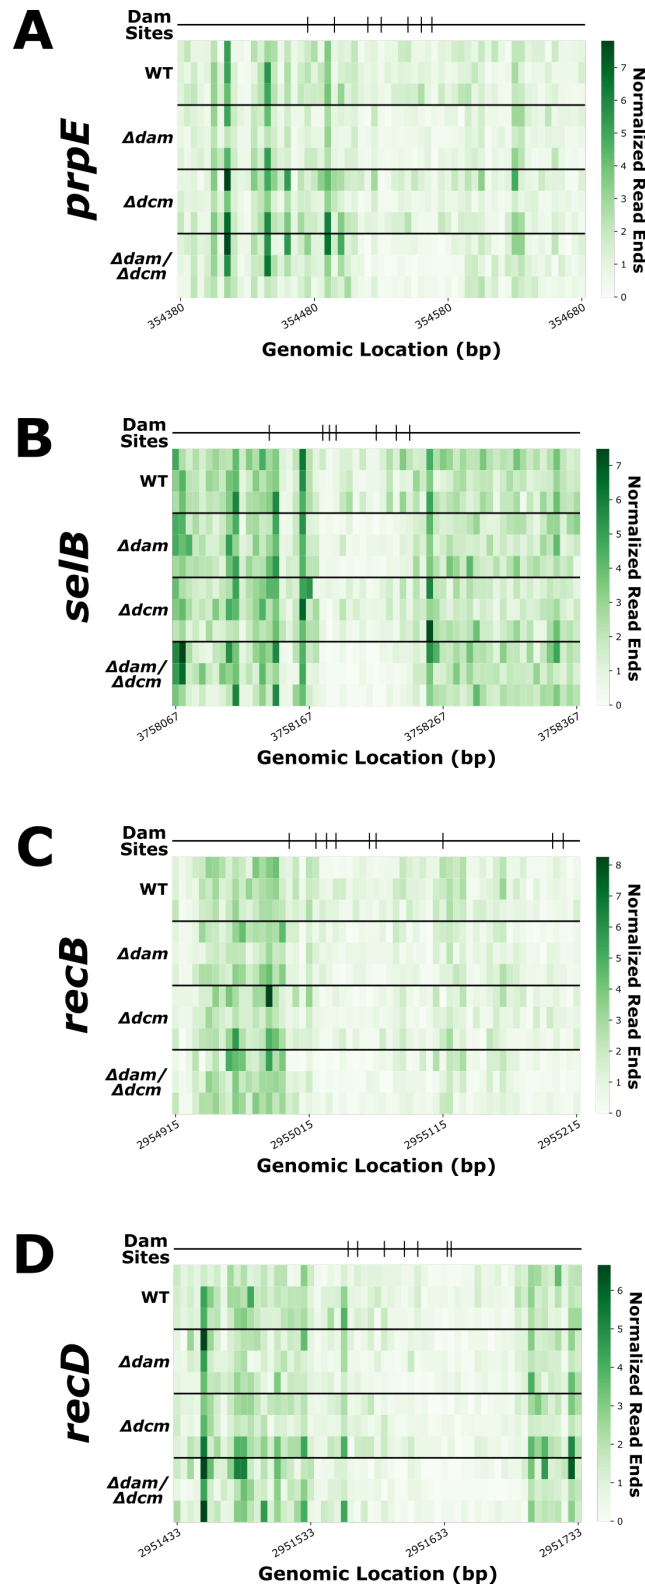 A
Dam
Sites
prpE
WT
Δdam
Δdcm
Δdam/
Δdcm
354380
354480
354580
354680
Genomic Location (bp)
7
6
5
4
3
2
1
0
Normalized Read Ends
B
Dam
Sites
selB
WT
Δdam
Δdcm
Δdam/
Δdcm
3758067
3758167
3758267
3758367
Genomic Location (bp)
7
6
5
4
3
2
1
0
Normalized Read Ends
C
Dam
Sites
recB
WT
Δdam
Δdcm
Δdam/
Δdcm
2954915
2955015
2955115
2955215
Genomic Location (bp)
8
7
6
5
4
3
2
1
0
Normalized Read Ends
D
Dam
Sites
recD
WT
Δdam
Δdcm
Δdam/
Δdcm
2951433
2951533
2951633
2951733
Genomic Location (bp)
6
5
4
3
2
1
0
Normalized Read Ends